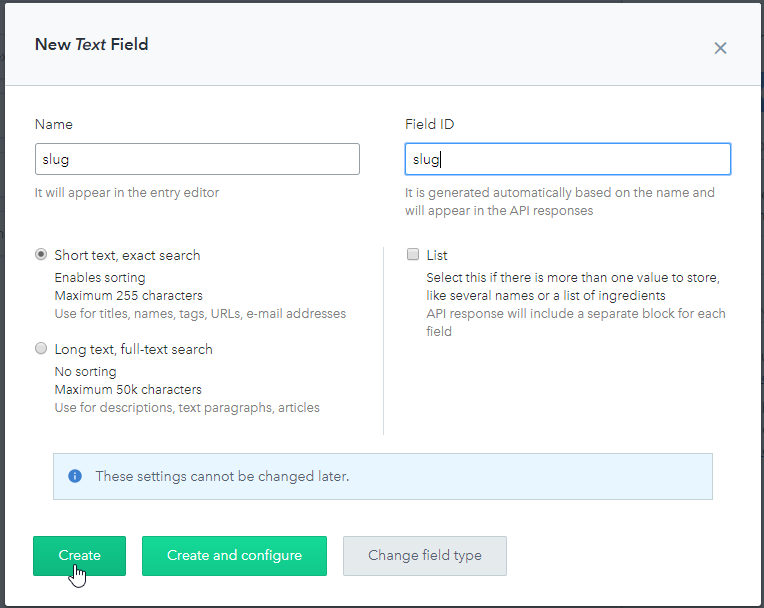 New Text Field
Name
slug
It will appear in the entry editor
Field ID
slug
It is generated automatically based on the name and
will appear in the API responses
Short text, exact search
Enables sorting
Maximum 255 characters
Use for titles, names, tags, URLs, e-mail addresses
Long text, full-text search
No sorting
Maximum 50k characters
Use for descriptions, text paragraphs, articles
List
Select this if there is more than one value to store,
like several names or a list of ingredients
API response will include a separate block for each
field
These settings cannot be changed later.
Create
Create and configure
Change field type